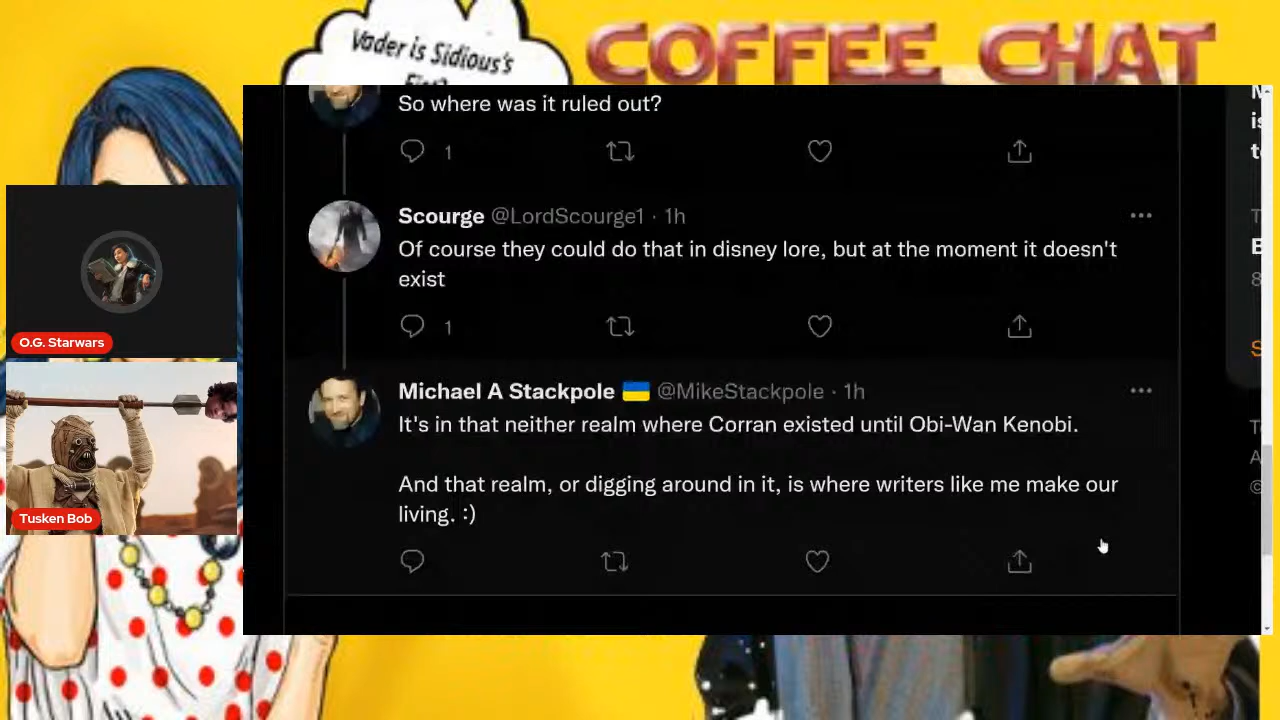 Vader is Sidious's
COFFEE CHAT
So where was it ruled out?
1
Scourge @LordScourge1 · 1h
Of course they could do that in disney lore, but at the moment it doesn't
exist
1
Michael A Stackpole 🇺🇦 @MikeStackpole · 1h
It's in that neither realm where Corran existed until Obi-Wan Kenobi.
And that realm, or digging around in it, is where writers like me make our
living. :)
O.G. Starwars
Tusken Bob